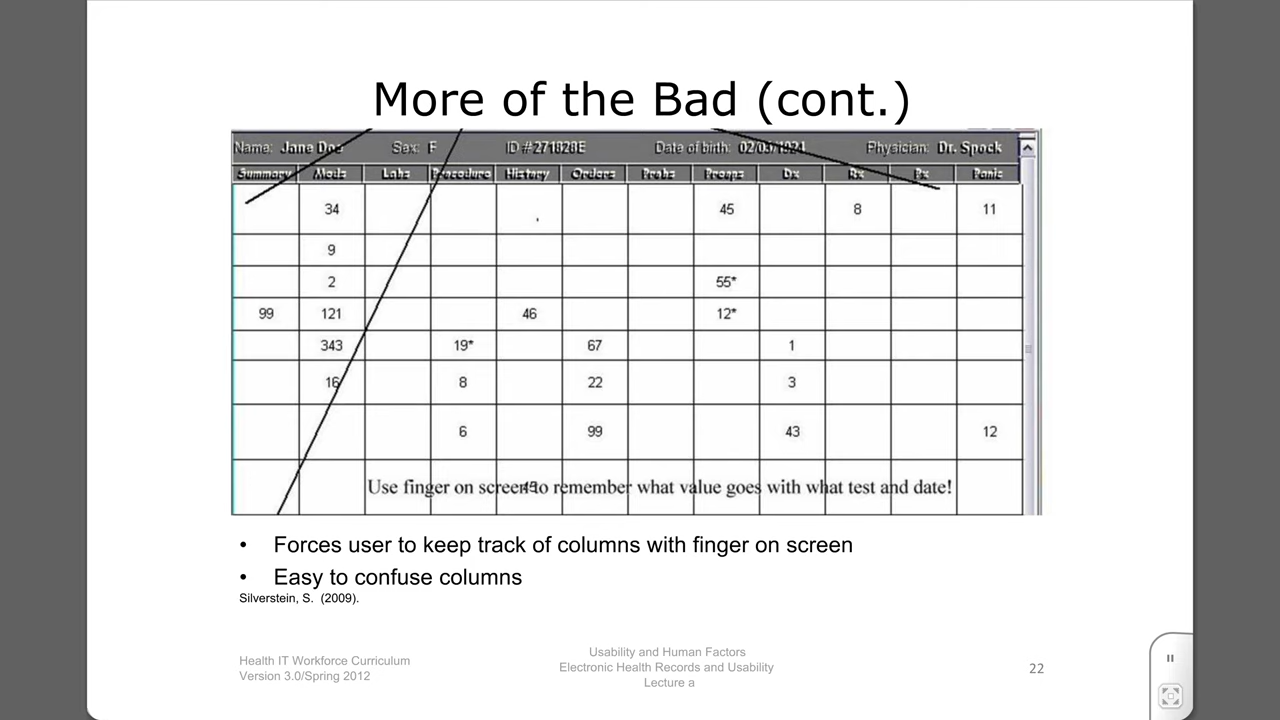 More of the Bad (cont.)
Name: Jane Doe Sex: F ID #271828E Date of birth: 02/03/1924 Physician: Dr. Spock
Summary Meds Labs Procedure History Orders Probs Preops Dx Rx Px Panic
34 45 8 11
9
2 55*
99 121 46 12*
343 19* 67 1
16 8 22 3
6 99 43 12
Use finger on screen to remember what value goes with what test and date!
45
• Forces user to keep track of columns with finger on screen
• Easy to confuse columns
Silverstein, S. (2009).
Health IT Workforce Curriculum
Version 3.0/Spring 2012
Usability and Human Factors
Electronic Health Records and Usability
Lecture a
22